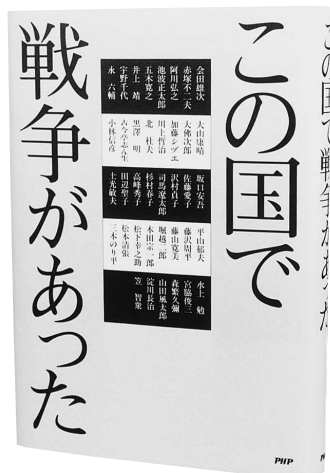 この国で
戦争があった
会田雄次
赤塚不二夫
阿川弘之
池波正太郎
五木寛之
井上 靖
宇野千代
永 六輔
大山康晴
大佛次郎
加藤シヅエ
川上哲治
北 杜夫
黒澤 明
古今亭志ん生
小林信彦
坂口安吾
佐藤愛子
沢村貞子
司馬遼太郎
杉村春子
高峰秀子
田辺聖子
土光敏夫
平山郁夫
藤沢周平
藤山寛美
堀越二郎
本田宗一郎
松下幸之助
松本清張
三木のり平
水上 勉
宮脇俊三
森繁久彌
山田風太郎
淀川長治
笠 智衆
PHP
この国で戦争があった